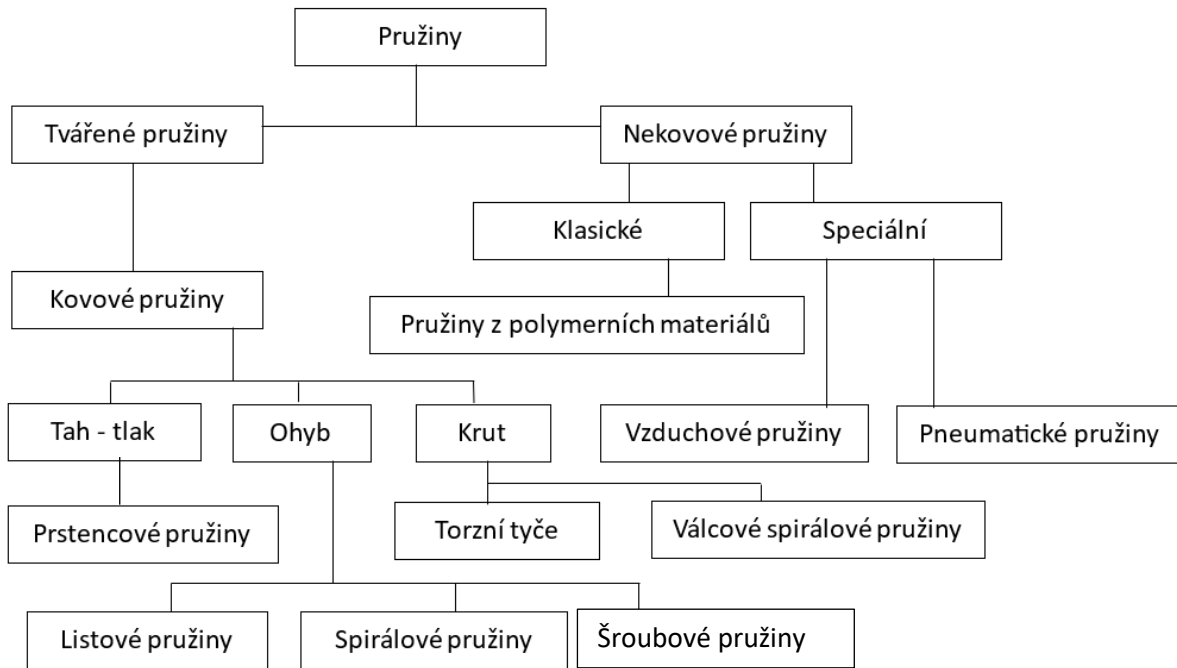 Pružiny
Tvářené pružiny
Nekovové pružiny
Klasické
Speciální
Kovové pružiny
Pružiny z polymerních materiálů
Tah - tlak
Ohyb
Krut
Vzduchové pružiny
Pneumatické pružiny
Prstencové pružiny
Torzní tyče
Válcové spirálové pružiny
Listové pružiny
Spirálové pružiny
Šroubové pružiny